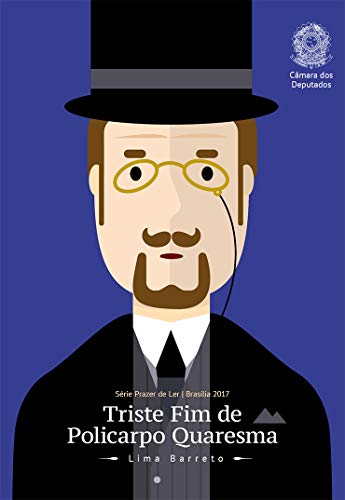 Câmara dos
Deputados
Série Prazer de Ler | Brasília 2017
Triste Fim de
Policarpo Quaresma
Lima Barreto